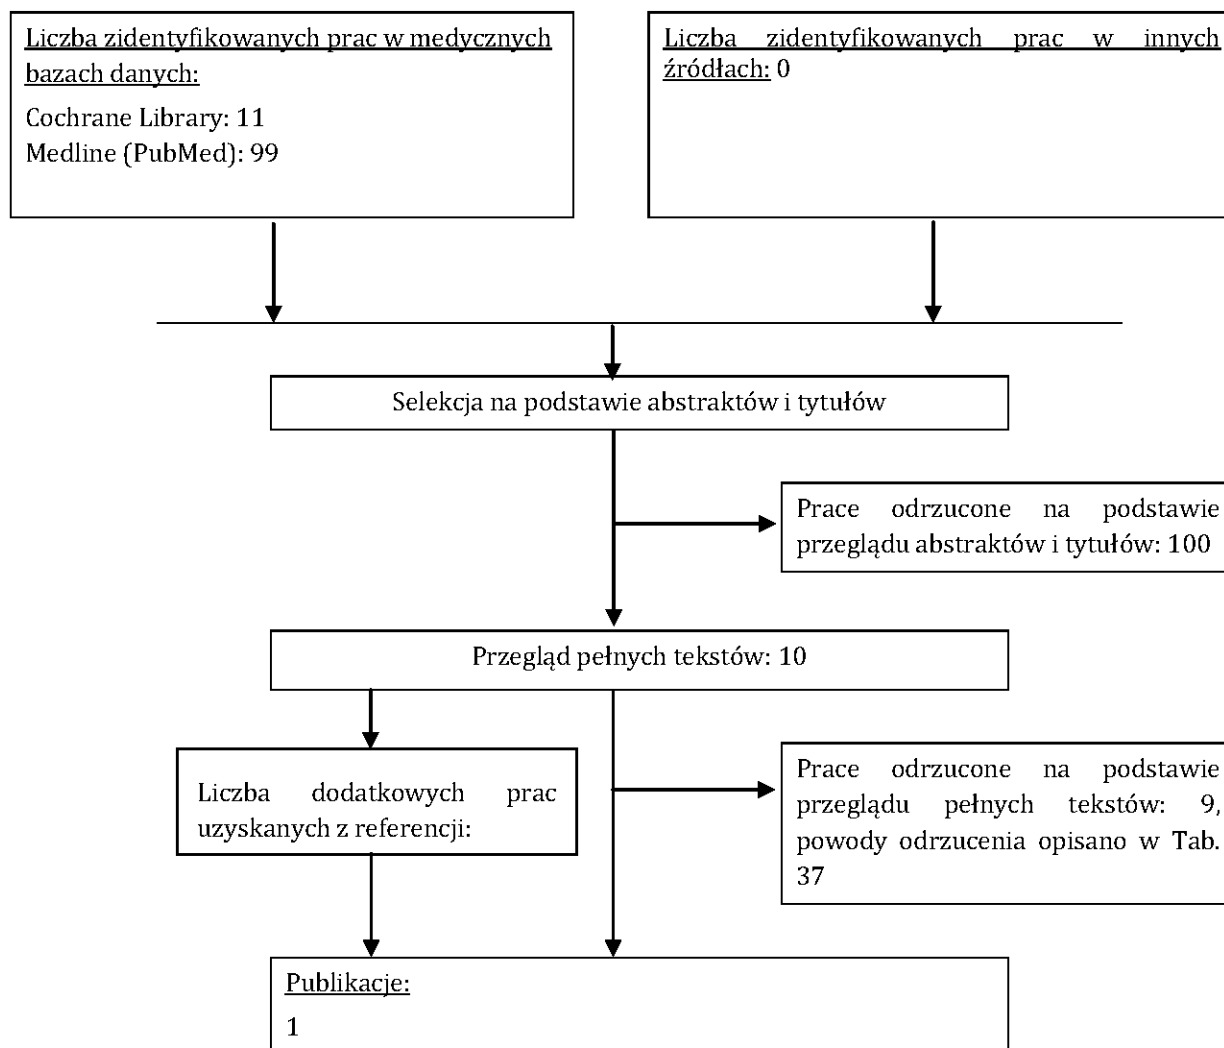 Liczba zidentyfikowanych prac w medycznych
bazach danych:
Cochrane Library: 11
Medline (PubMed): 99
Liczba zidentyfikowanych prac w innych
źródłach: 0
Selekcja na podstawie abstraktów i tytułów
Prace odrzucone na podstawie
przeglądu abstraktów i tytułów: 100
Przegląd pełnych tekstów: 10
Liczba dodatkowych prac
uzyskanych z referencji:
Prace odrzucone na podstawie
przeglądu pełnych tekstów: 9,
powody odrzucenia opisano w Tab.
37
Publikacje:
1